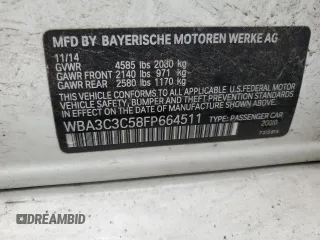 MFD BY BAYERISCHE MOTOREN WERKE AG
11/14
GVWR 4585 lbs 2080 kg
GAWR FRONT 2140 lbs 971 kg
GAWR REAR 2580 lbs 1170 kg
THIS VEHICLE CONFORMS TO ALL APPLICABLE
U.S. FEDERAL MOTOR VEHICLE SAFETY
BUMPER, AND THEFT PREVENTION STANDARDS
IN EFFECT ON THE DATE OF MANUFACTURE
SHOWN ABOVE.
WBA3C3C58FP664511 TYPE: PASSENGER CAR
DREAMBID
AutoBidMaster